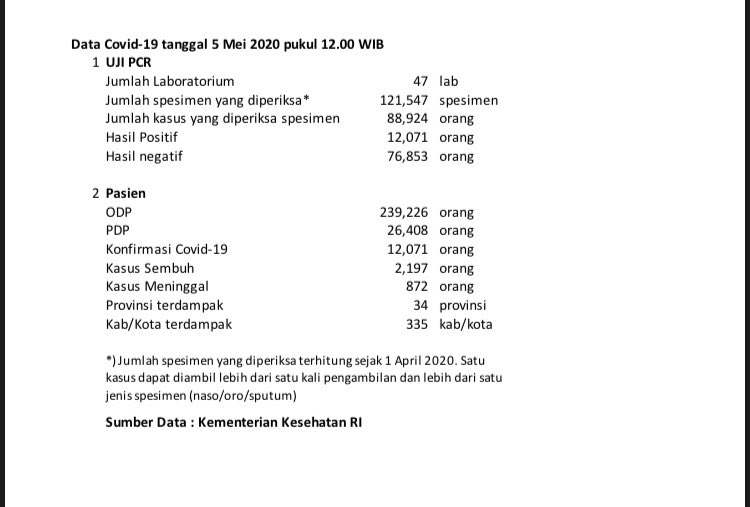 Data Covid-19 tanggal 5 Mei 2020 pukul 12.00 WIB
1 UJI PCR
Jumlah Laboratorium 47 lab
Jumlah spesimen yang diperiksa* 121,547 spesimen
Jumlah kasus yang diperiksa spesimen 88,924 orang
Hasil Positif 12,071 orang
Hasil negatif 76,853 orang
2 Pasien
ODP 239,226 orang
PDP 26,408 orang
Konfirmasi Covid-19 12,071 orang
Kasus Sembuh 2,197 orang
Kasus Meninggal 872 orang
Provinsi terdampak 34 provinsi
Kab/Kota terdampak 335 kab/kota
*) Jumlah spesimen yang diperiksa terhitung sejak 1 April 2020. Satu
kasus dapat diambil lebih dari satu kali pengambilan dan lebih dari satu
jenis spesimen (naso/oro/sputum)
Sumber Data : Kementerian Kesehatan RI